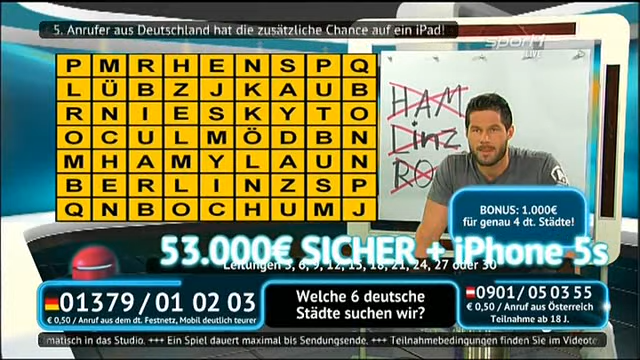 5. Anrufer aus Deutschland hat die zusätzliche Chance auf ein iPad!
sport1
LIVE
P M R H E N S P Q
L Ü B Z J K A U B
R N I E S K Y T O
O C U L M Ö D B N
M H A M Y L A U N
B E R L I N Z S P
Q N B O C H U M J
HAM
Linz
RO
BONUS: 1.000€
für genau 4 dt. Städte!
53.000€ SICHER + iPhone 5s
Leitungen 3, 6, 9, 12, 15, 18, 21, 24, 27 oder 30
01379/01 02 03
€ 0,50 / Anruf aus dem dt. Festnetz, Mobil deutlich teurer
Welche 6 deutsche
Städte suchen wir?
0901/05 03 55
€ 0,50 / Anruf aus Österreich
Teilnahme ab 18 J.
matisch in das Studio. +++ Ein Spiel dauert maximal bis Sendungsende. +++ Teilnahmebedingungen finden Sie im Videote